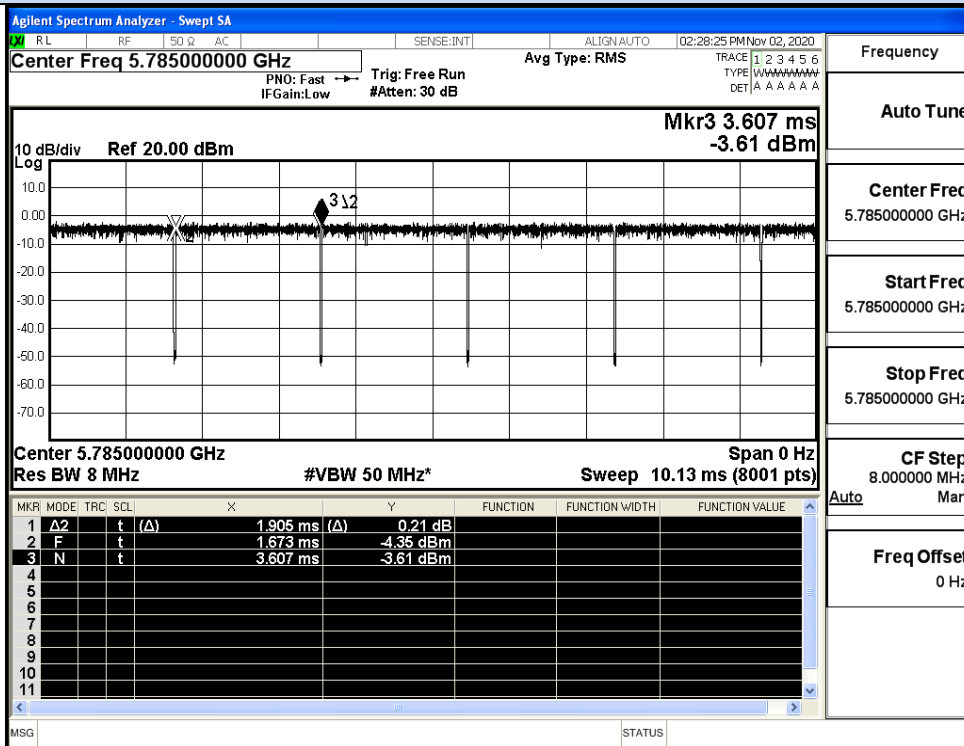 Agilent Spectrum Analyzer - Swept SA
LXI RL RF 50 Ω AC SENSE:INT ALIGN AUTO 02:28:25 PM Nov 02, 2020
Center Freq 5.785000000 GHz
PNO: Fast
IFGain:Low
Trig: Free Run
#Atten: 30 dB
Avg Type: RMS
TRACE 1 2 3 4 5 6
TYPE WWWWWW
DET A A A A A A
Mkr3 3.607 ms
-3.61 dBm
10 dB/div Ref 20.00 dBm
Log
10.0
0.00
-10.0
-20.0
-30.0
-40.0
-50.0
-60.0
-70.0
3 Δ2
Center 5.785000000 GHz Span 0 Hz
Res BW 8 MHz #VBW 50 MHz* Sweep 10.13 ms (8001 pts)
MKR MODE TRC SCL X Y FUNCTION FUNCTION WIDTH FUNCTION VALUE
1 Δ2 t (Δ) 1.905 ms (Δ) 0.21 dB
2 F t 1.673 ms -4.35 dBm
3 N t 3.607 ms -3.61 dBm
4
5
6
7
8
9
10
11
MSG STATUS
Frequency
Auto Tune
Center Freq
5.785000000 GHz
Start Freq
5.785000000 GHz
Stop Freq
5.785000000 GHz
CF Step
8.000000 MHz
Auto Man
Freq Offset
0 Hz